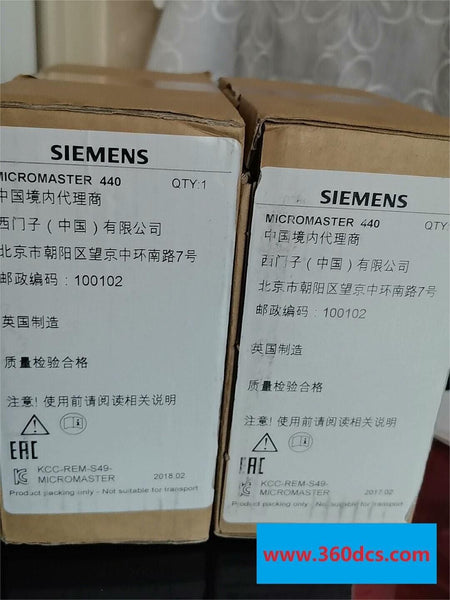 SIEMENS
MICROMASTER 440 QTY:1
中国境内代理商
西门子（中国）有限公司
北京市朝阳区望京中环南路7号
邮政编码：100102
英国制造
质量检验合格
注意! 使用前请阅读相关说明
EAC
KCC-REM-S49-
MICROMASTER 2018.02
Product packing only - Not suitable for transport
SIEMENS
MICROMASTER 440 QTY:
中国境内代理商
西门子（中国）有限公司
北京市朝阳区望京中环南路7号
邮政编码：100102
英国制造
质量检验合格
注意! 使用前请阅读相关说明
EAC
KCC-REM-S49-
MICROMASTER 2017.02
Product packing only - Not suitable for transport
www.360dcs.com